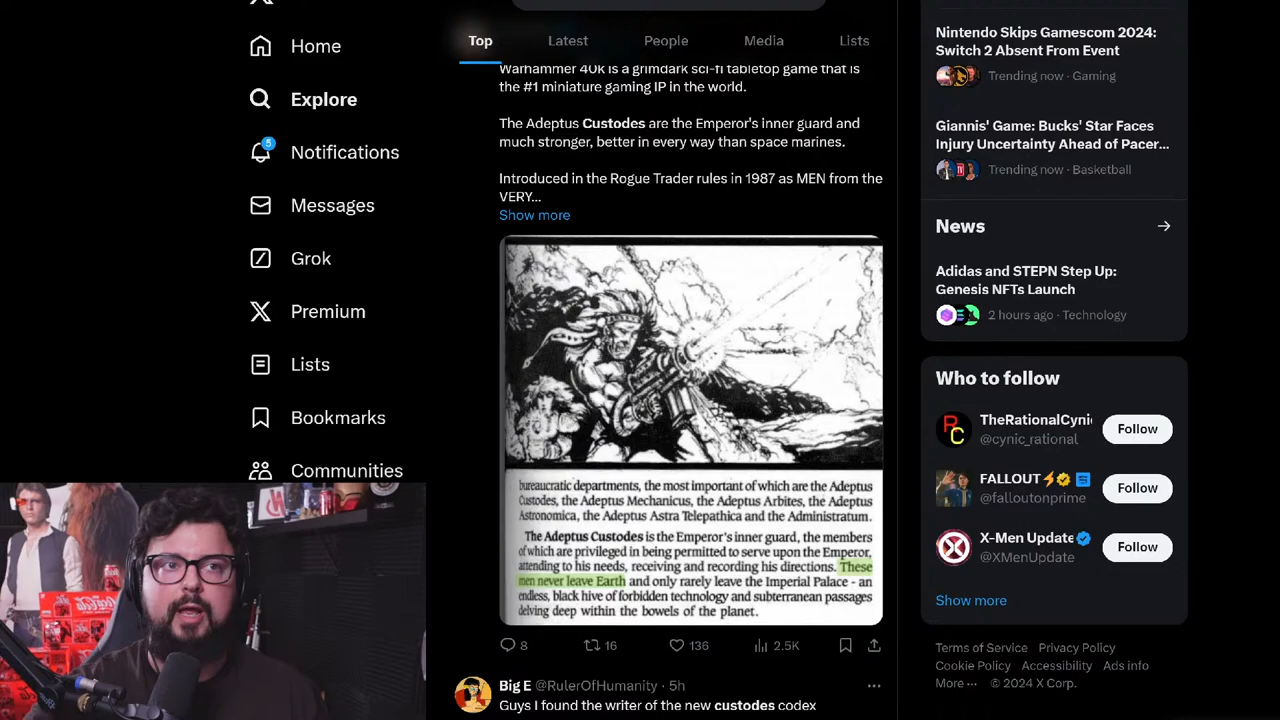 Home
Explore
5
Notifications
Messages
Grok
Premium
Lists
Bookmarks
Communities
Top
Latest
People
Media
Lists
Warhammer 40k is a grimdark sci-fi tabletop game that is
the #1 miniature gaming IP in the world.
The Adeptus Custodes are the Emperor's inner guard and
much stronger, better in every way than space marines.
Introduced in the Rogue Trader rules in 1987 as MEN from the
VERY...
Show more
bureaucratic departments, the most important of which are the Adeptus
Custodes, the Adeptus Mechanicus, the Adeptus Arbites, the Adeptus
Astronomica, the Adeptus Astra Telepathica and the Administratum.
The Adeptus Custodes is the Emperor's inner guard, the members
of which are privileged in being permitted to serve upon the Emperor,
attending to his needs, receiving and recording his directions. These
men never leave Earth and only rarely leave the Imperial Palace - an
endless, black hive of forbidden technology and subterranean passages
delving deep within the bowels of the planet.
8
16
136
2.5K
Big E @RulerOfHumanity · 5h
Guys I found the writer of the new custodes codex
Nintendo Skips Gamescom 2024:
Switch 2 Absent From Event
Trending now · Gaming
Giannis' Game: Bucks' Star Faces
Injury Uncertainty Ahead of Pacer...
Trending now · Basketball
News
Adidas and STEPN Step Up:
Genesis NFTs Launch
2 hours ago · Technology
Who to follow
TheRationalCynic
@cynic_rational
Follow
FALLOUT
@falloutonprime
Follow
X-Men Update
@XMenUpdate
Follow
Show more
Terms of Service Privacy Policy
Cookie Policy Accessibility Ads info
More ··· © 2024 X Corp.